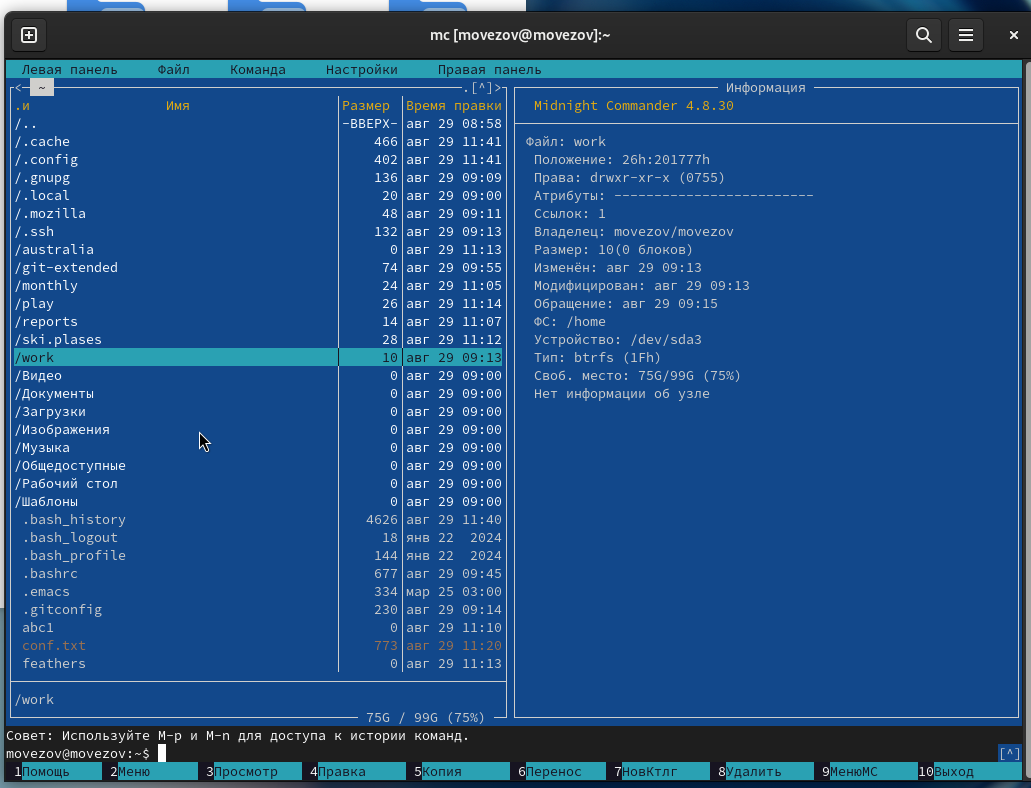 mc [movezov@movezov]:~
Левая панель Файл Команда Настройки Правая панель
<─ ~ .[^]>
.и Имя Размер Время правки
/.. -ВВЕРХ- авг 29 08:58
/.cache 466 авг 29 11:41
/.config 402 авг 29 11:41
/.gnupg 136 авг 29 09:09
/.local 20 авг 29 09:00
/.mozilla 48 авг 29 09:11
/.ssh 132 авг 29 09:13
/australia 0 авг 29 11:13
/git-extended 74 авг 29 09:55
/monthly 24 авг 29 11:05
/play 26 авг 29 11:14
/reports 14 авг 29 11:07
/ski.plases 28 авг 29 11:12
/work 10 авг 29 09:13
/Видео 0 авг 29 09:00
/Документы 0 авг 29 09:00
/Загрузки 0 авг 29 09:00
/Изображения 0 авг 29 09:00
/Музыка 0 авг 29 09:00
/Общедоступные 0 авг 29 09:00
/Рабочий стол 0 авг 29 09:00
/Шаблоны 0 авг 29 09:00
.bash_history 4626 авг 29 11:40
.bash_logout 18 янв 22 2024
.bash_profile 144 янв 22 2024
.bashrc 677 авг 29 09:45
.emacs 334 мар 25 03:00
.gitconfig 230 авг 29 09:14
abc1 0 авг 29 11:10
conf.txt 773 авг 29 11:20
feathers 0 авг 29 11:13
/work
75G / 99G (75%)
Информация
Midnight Commander 4.8.30
Файл: work
Положение: 26h:201777h
Права: drwxr-xr-x (0755)
Атрибуты: -------------------------
Ссылок: 1
Владелец: movezov/movezov
Размер: 10(0 блоков)
Изменён: авг 29 09:13
Модифицирован: авг 29 09:13
Обращение: авг 29 09:15
ФС: /home
Устройство: /dev/sda3
Тип: btrfs (1Fh)
Своб. место: 75G/99G (75%)
Нет информации об узле
Совет: Используйте M-p и M-n для доступа к истории команд.
movezov@movezov:~$ [^]
1Помощь 2Меню 3Просмотр 4Правка 5Копия 6Перенос 7НовКтлг 8Удалить 9МенюМС 10Выход